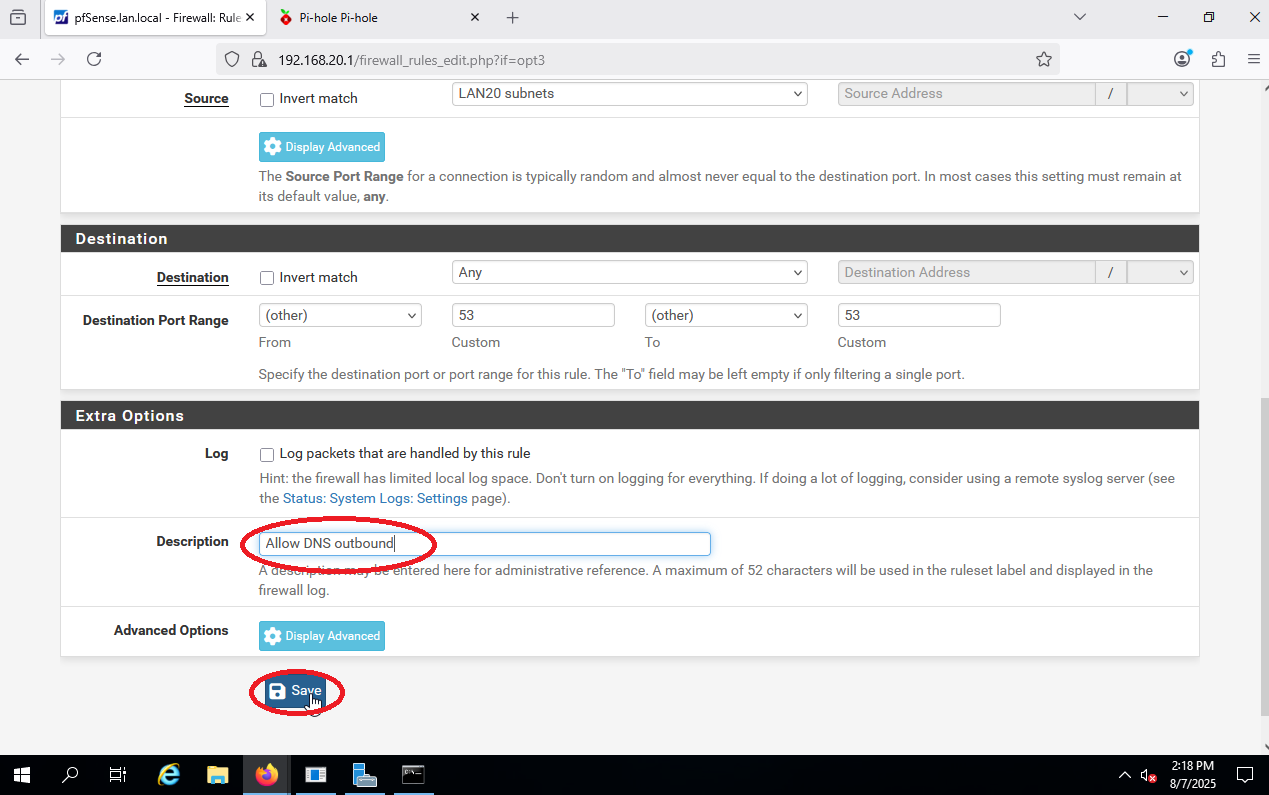 pfSense.lan.local - Firewall: Rule
Pi-hole Pi-hole
192.168.20.1/firewall_rules_edit.php?if=opt3
Source
Invert match
LAN20 subnets
Source Address
/
Display Advanced
The Source Port Range for a connection is typically random and almost never equal to the destination port. In most cases this setting must remain at
its default value, any.
Destination
Destination
Invert match
Any
Destination Address
/
Destination Port Range
(other)
53
(other)
53
From
Custom
To
Custom
Specify the destination port or port range for this rule. The "To" field may be left empty if only filtering a single port.
Extra Options
Log
Log packets that are handled by this rule
Hint: the firewall has limited local log space. Don't turn on logging for everything. If doing a lot of logging, consider using a remote syslog server (see
the Status: System Logs: Settings page).
Description
Allow DNS outbound
A description may be entered here for administrative reference. A maximum of 52 characters will be used in the ruleset label and displayed in the
firewall log.
Advanced Options
Display Advanced
Save
2:18 PM
8/7/2025